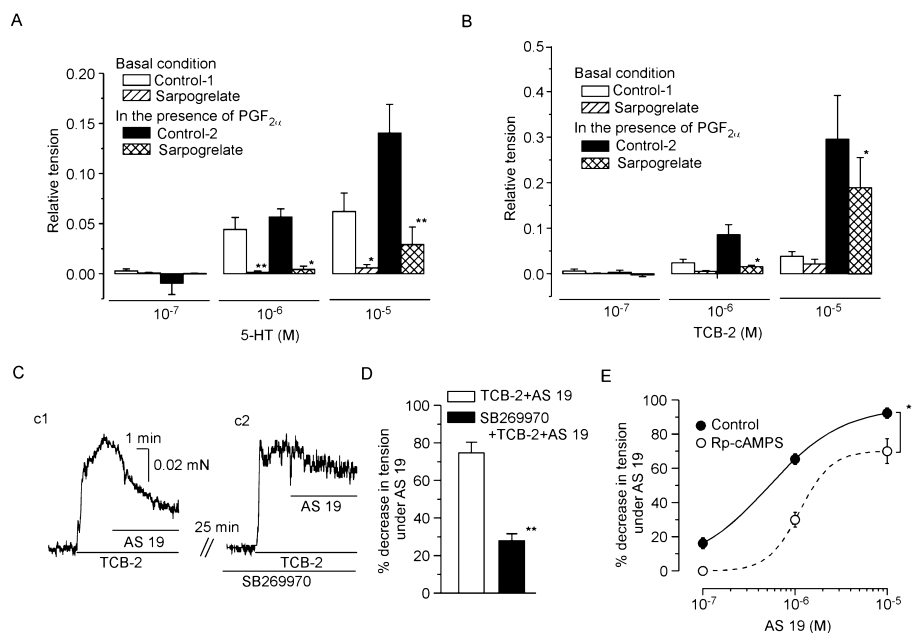 A
Basal condition
Control-1
Sarpogrelate
In the presence of PGF2α
Control-2
Sarpogrelate
Relative tension
0.20
0.15
0.10
0.05
0.00
** *
* **
10-7 10-6 10-5
5-HT (M)
B
Basal condition
Control-1
Sarpogrelate
In the presence of PGF2α
Control-2
Sarpogrelate
Relative tension
0.5
0.4
0.3
0.2
0.1
0.0
*
*
10-7 10-6 10-5
TCB-2 (M)
C
c1
1 min
0.02 mN
AS 19
TCB-2
25 min
c2
AS 19
TCB-2
SB269970
D
TCB-2+AS 19
SB269970
+TCB-2+AS 19
% decrease in tension
under AS 19
100
80
60
40
20
0
**
E
Control
Rp-cAMPS
*
% decrease in tension
under AS 19
100
80
60
40
20
0
10-7 10-6 10-5
AS 19 (M)